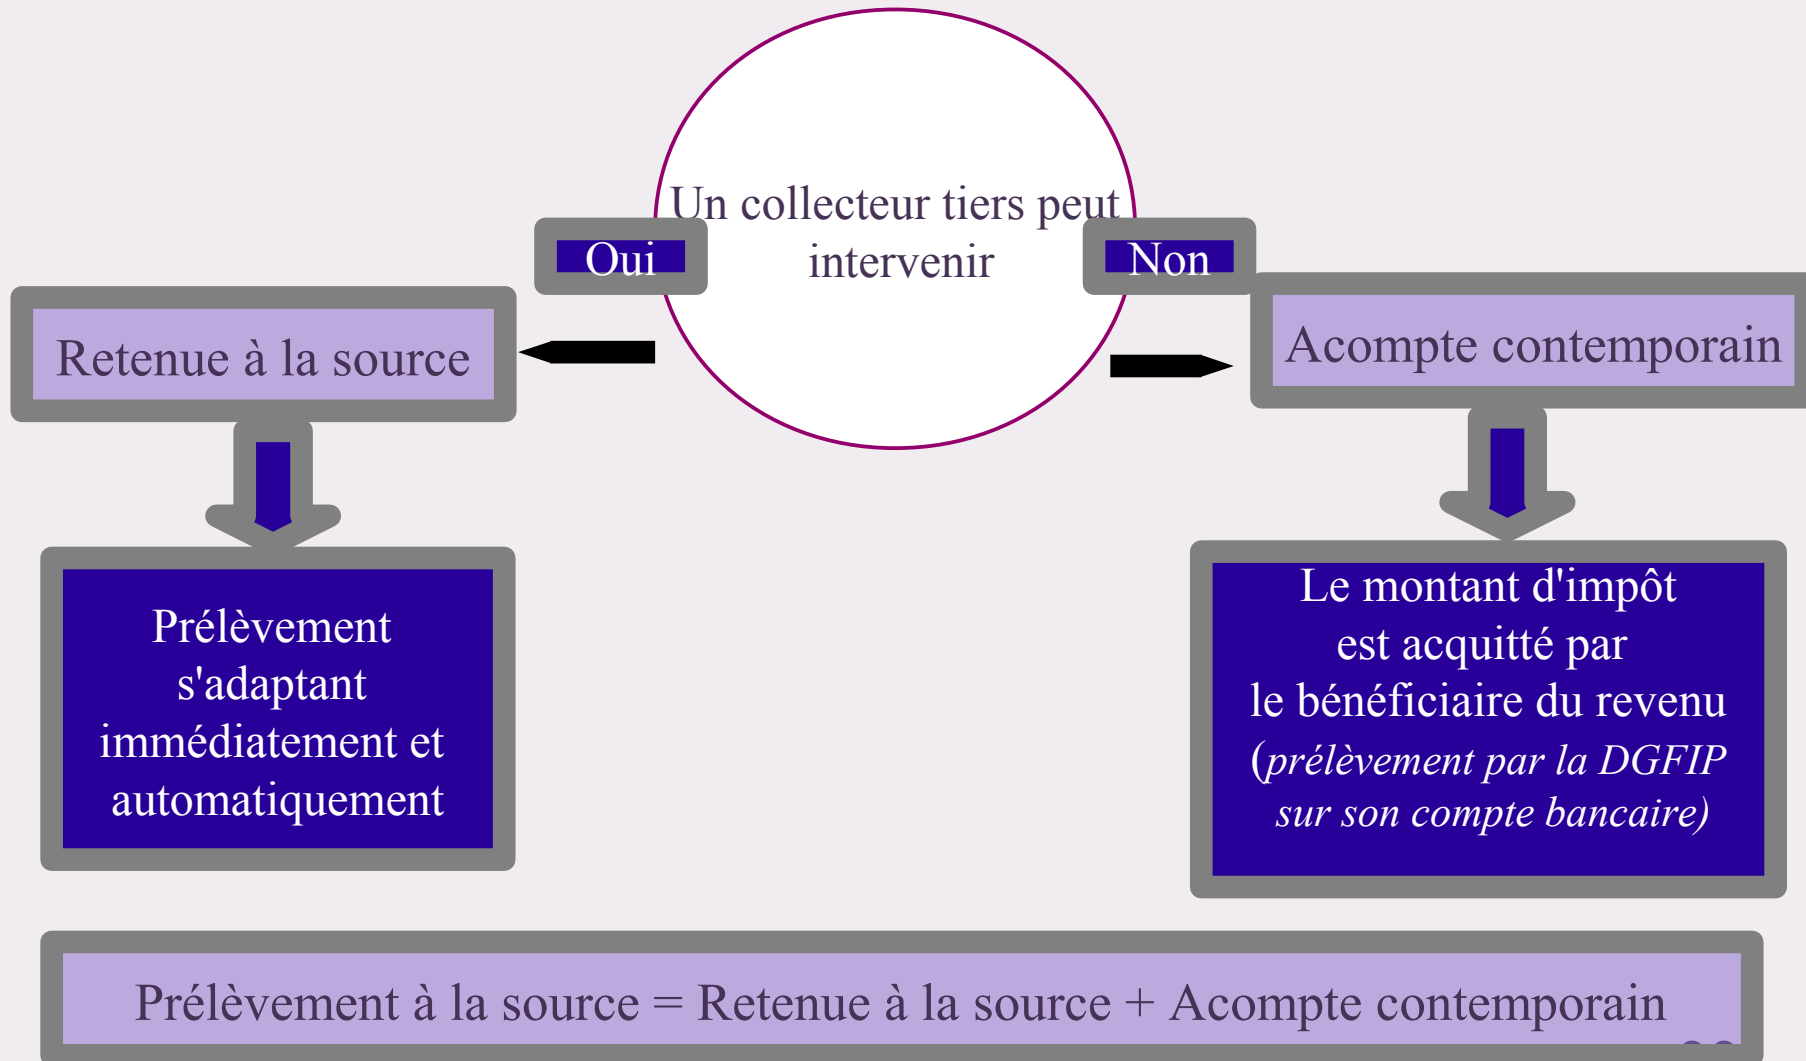 Un collecteur tiers peut
intervenir
Oui
Non
Retenue à la source
Acompte contemporain
Prélèvement
s'adaptant
immédiatement et
automatiquement
Le montant d'impôt
est acquitté par
le bénéficiaire du revenu
(prélèvement par la DGFIP
sur son compte bancaire)
Prélèvement à la source = Retenue à la source + Acompte contemporain